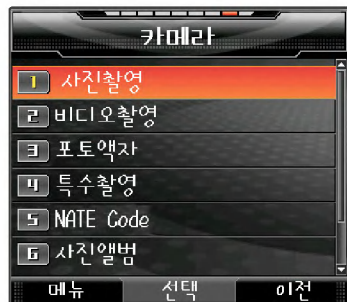 카메라
1 사진촬영
2 비디오촬영
3 포토액자
4 특수촬영
5 NATE Code
6 사진앨범
메뉴 선택 이전